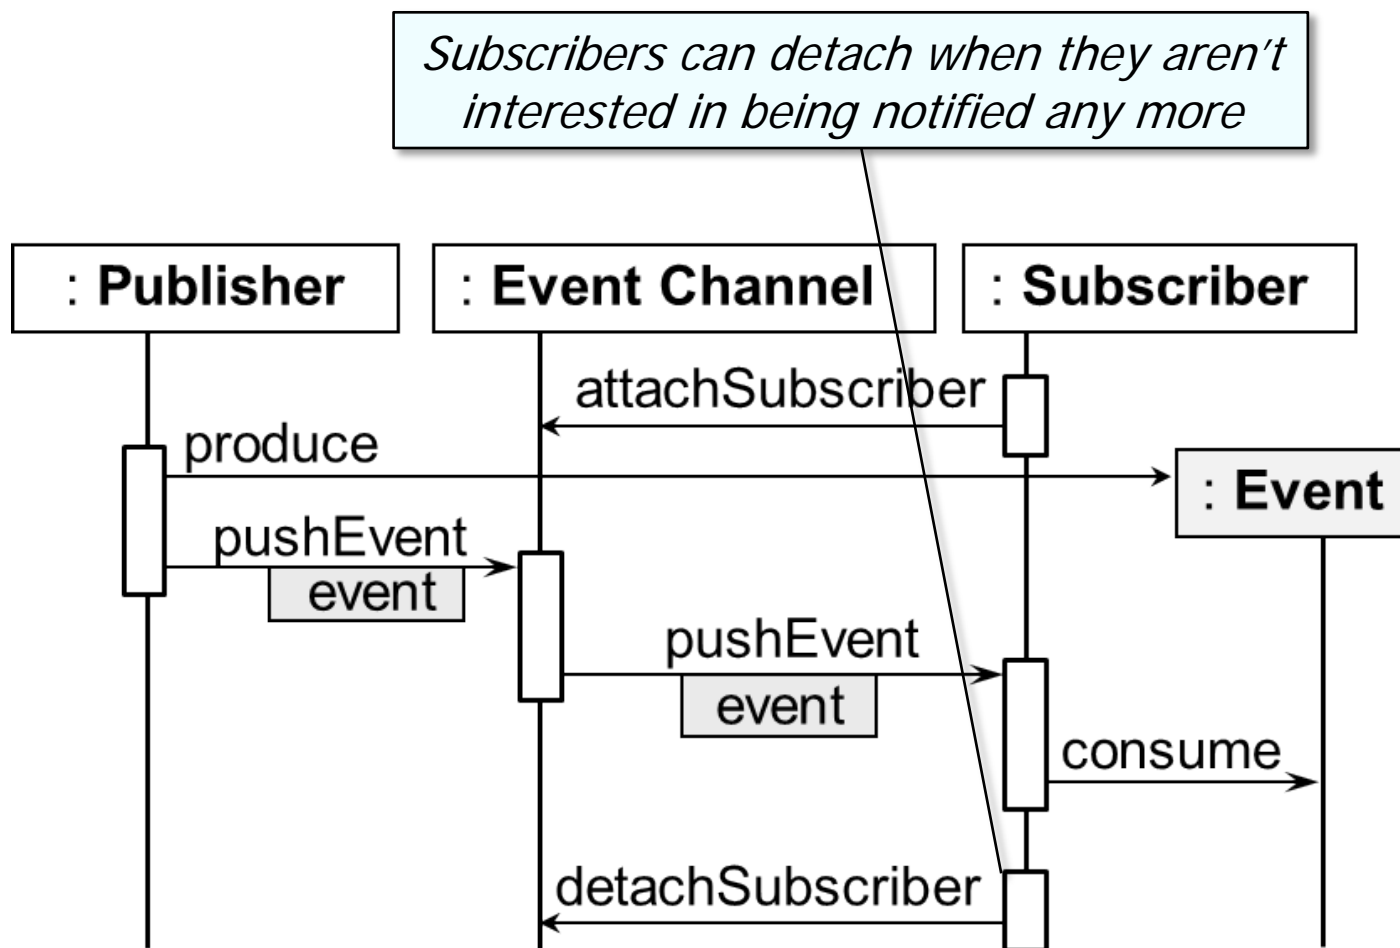 Subscribers can detach when they aren’t
interested in being notified any more
: Publisher
: Event Channel
: Subscriber
attachSubscriber
produce
: Event
pushEvent
event
pushEvent
event
consume
detachSubscriber